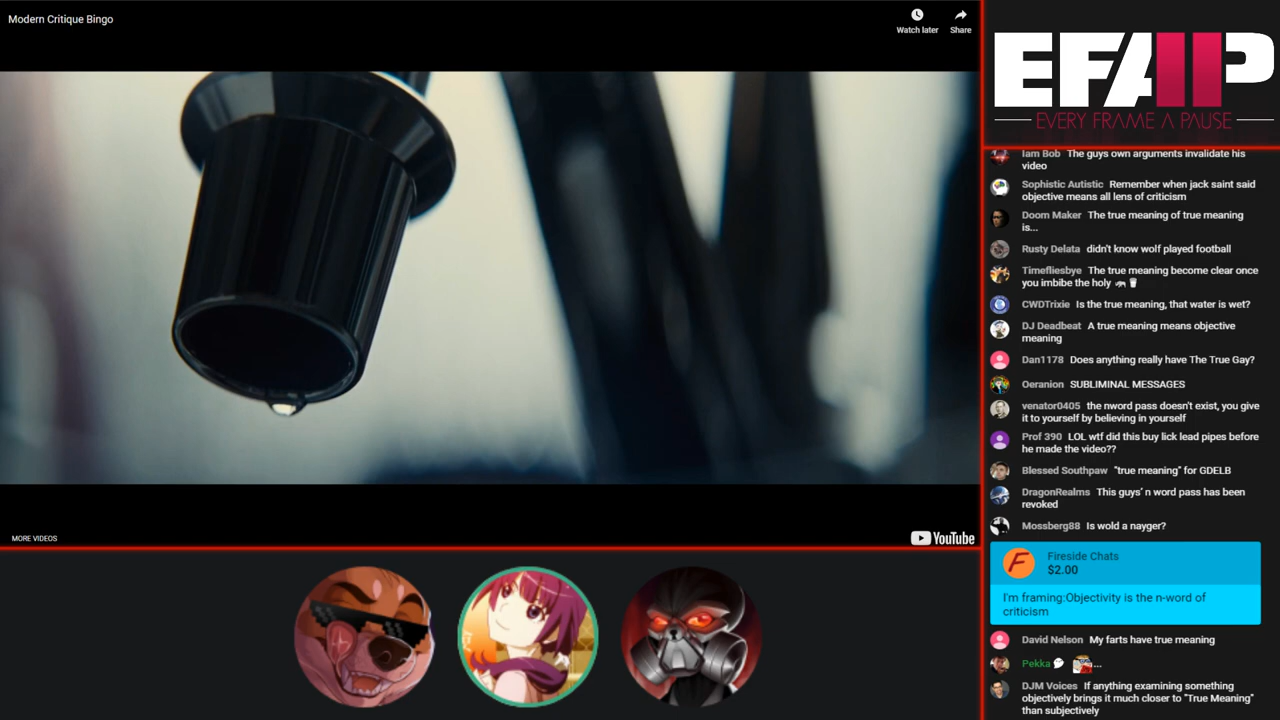 Modern Critique Bingo
Watch later
Share
MORE VIDEOS
YouTube
EFAP
EVERY FRAME A PAUSE
Iam Bob The guys own arguments invalidate his
video
Sophistic Autistic Remember when jack saint said
objective means all lens of criticism
Doom Maker The true meaning of true meaning
is...
Rusty Delata didn't know wolf played football
Timefliesbye The true meaning become clear once
you imbibe the holy
CWDTrixie Is the true meaning, that water is wet?
DJ Deadbeat A true meaning means objective
meaning
Dan1178 Does anything really have The True Gay?
Oeranion SUBLIMINAL MESSAGES
venator0405 the nword pass doesn't exist, you give
it to yourself by believing in yourself
Prof 390 LOL wtf did this buy lick lead pipes before
he made the video??
Blessed Southpaw "true meaning" for GDELB
DragonRealms This guys' n word pass has been
revoked
Mossberg88 Is wold a nayger?
Fireside Chats
$2.00
I'm framing:Objectivity is the n-word of
criticism
David Nelson My farts have true meaning
Pekka ...
DJM Voices If anything examining something
objectively brings it much closer to "True Meaning"
than subjectively